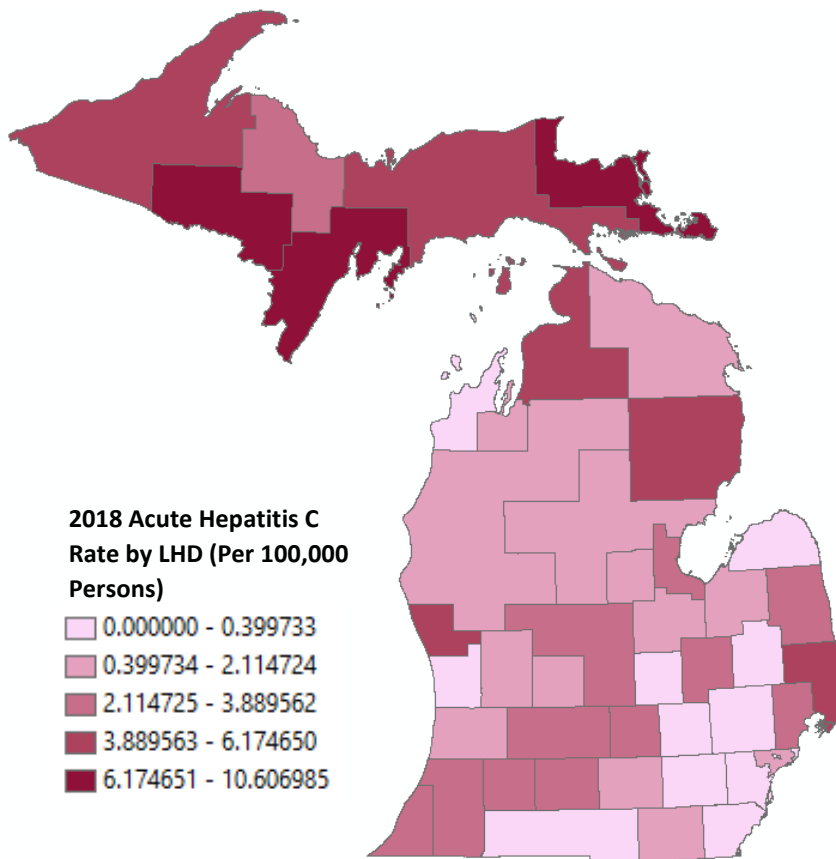 2018 Acute Hepatitis C
Rate by LHD (Per 100,000
Persons)
0.000000 - 0.399733
0.399734 - 2.114724
2.114725 - 3.889562
3.889563 - 6.174650
6.174651 - 10.606985